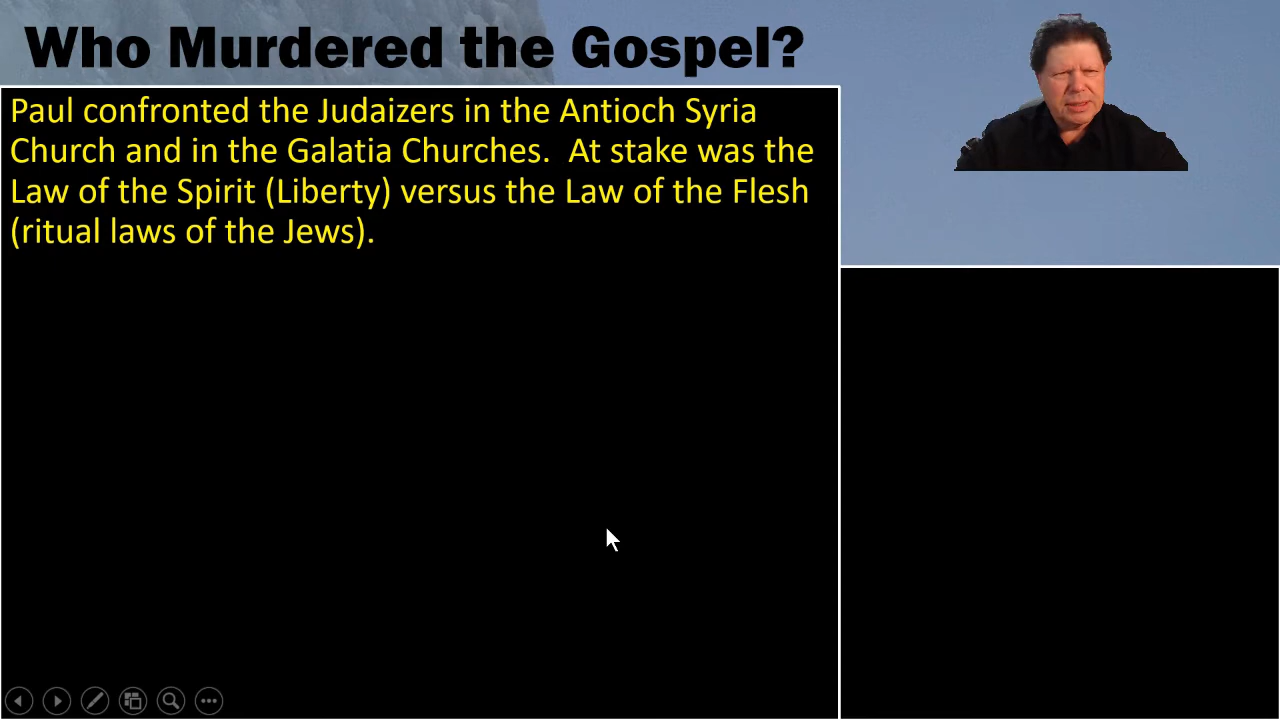 Who Murdered the Gospel?
Paul confronted the Judaizers in the Antioch Syria
Church and in the Galatia Churches.  At stake was the
Law of the Spirit (Liberty) versus the Law of the Flesh
(ritual laws of the Jews).